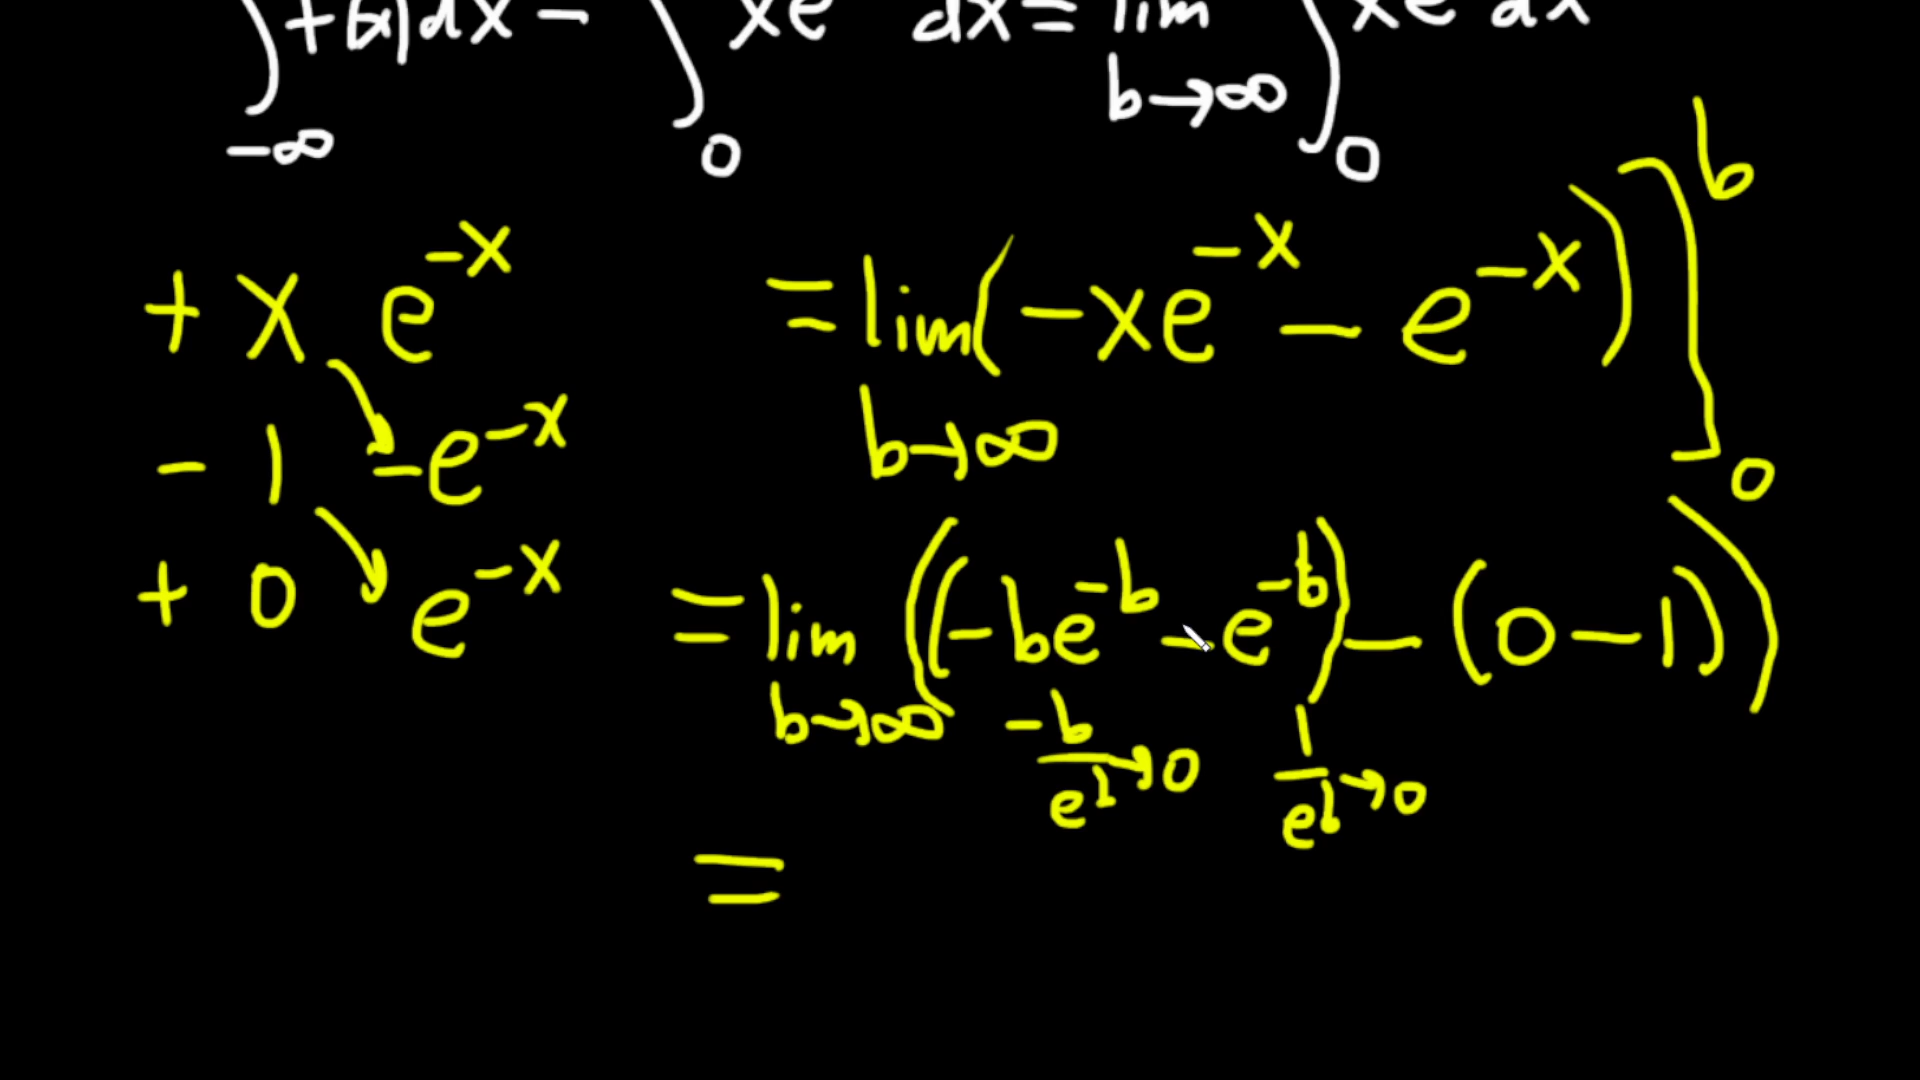 ∫ f(x)dx = ∫ xe dx = lim ∫ xe dx
-∞ 0 b→∞ 0
+ x e^{-x} = lim (-xe^{-x} - e^{-x})]_0^b
b→∞
- 1 -e^{-x}
+ 0 e^{-x} = lim ((-be^{-b} - e^{-b}) - (0 - 1))
b→∞ -b/e^b → 0 1/e^b → 0
=